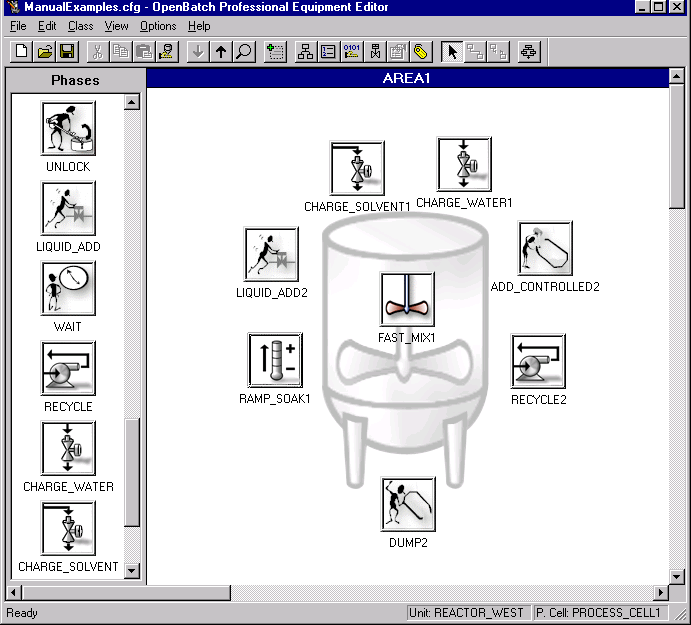 ManualExamples.cfg - OpenBatch Professional Equipment Editor
File Edit Class View Options Help
0101
Phases
AREA1
UNLOCK
LIQUID_ADD
WAIT
RECYCLE
CHARGE_WATER
CHARGE_SOLVENT
CHARGE_SOLVENT1
CHARGE_WATER1
LIQUID_ADD2
ADD_CONTROLLED2
FAST_MIX1
RAMP_SOAK1
RECYCLE2
DUMP2
Ready
Unit: REACTOR_WEST
P. Cell: PROCESS_CELL1